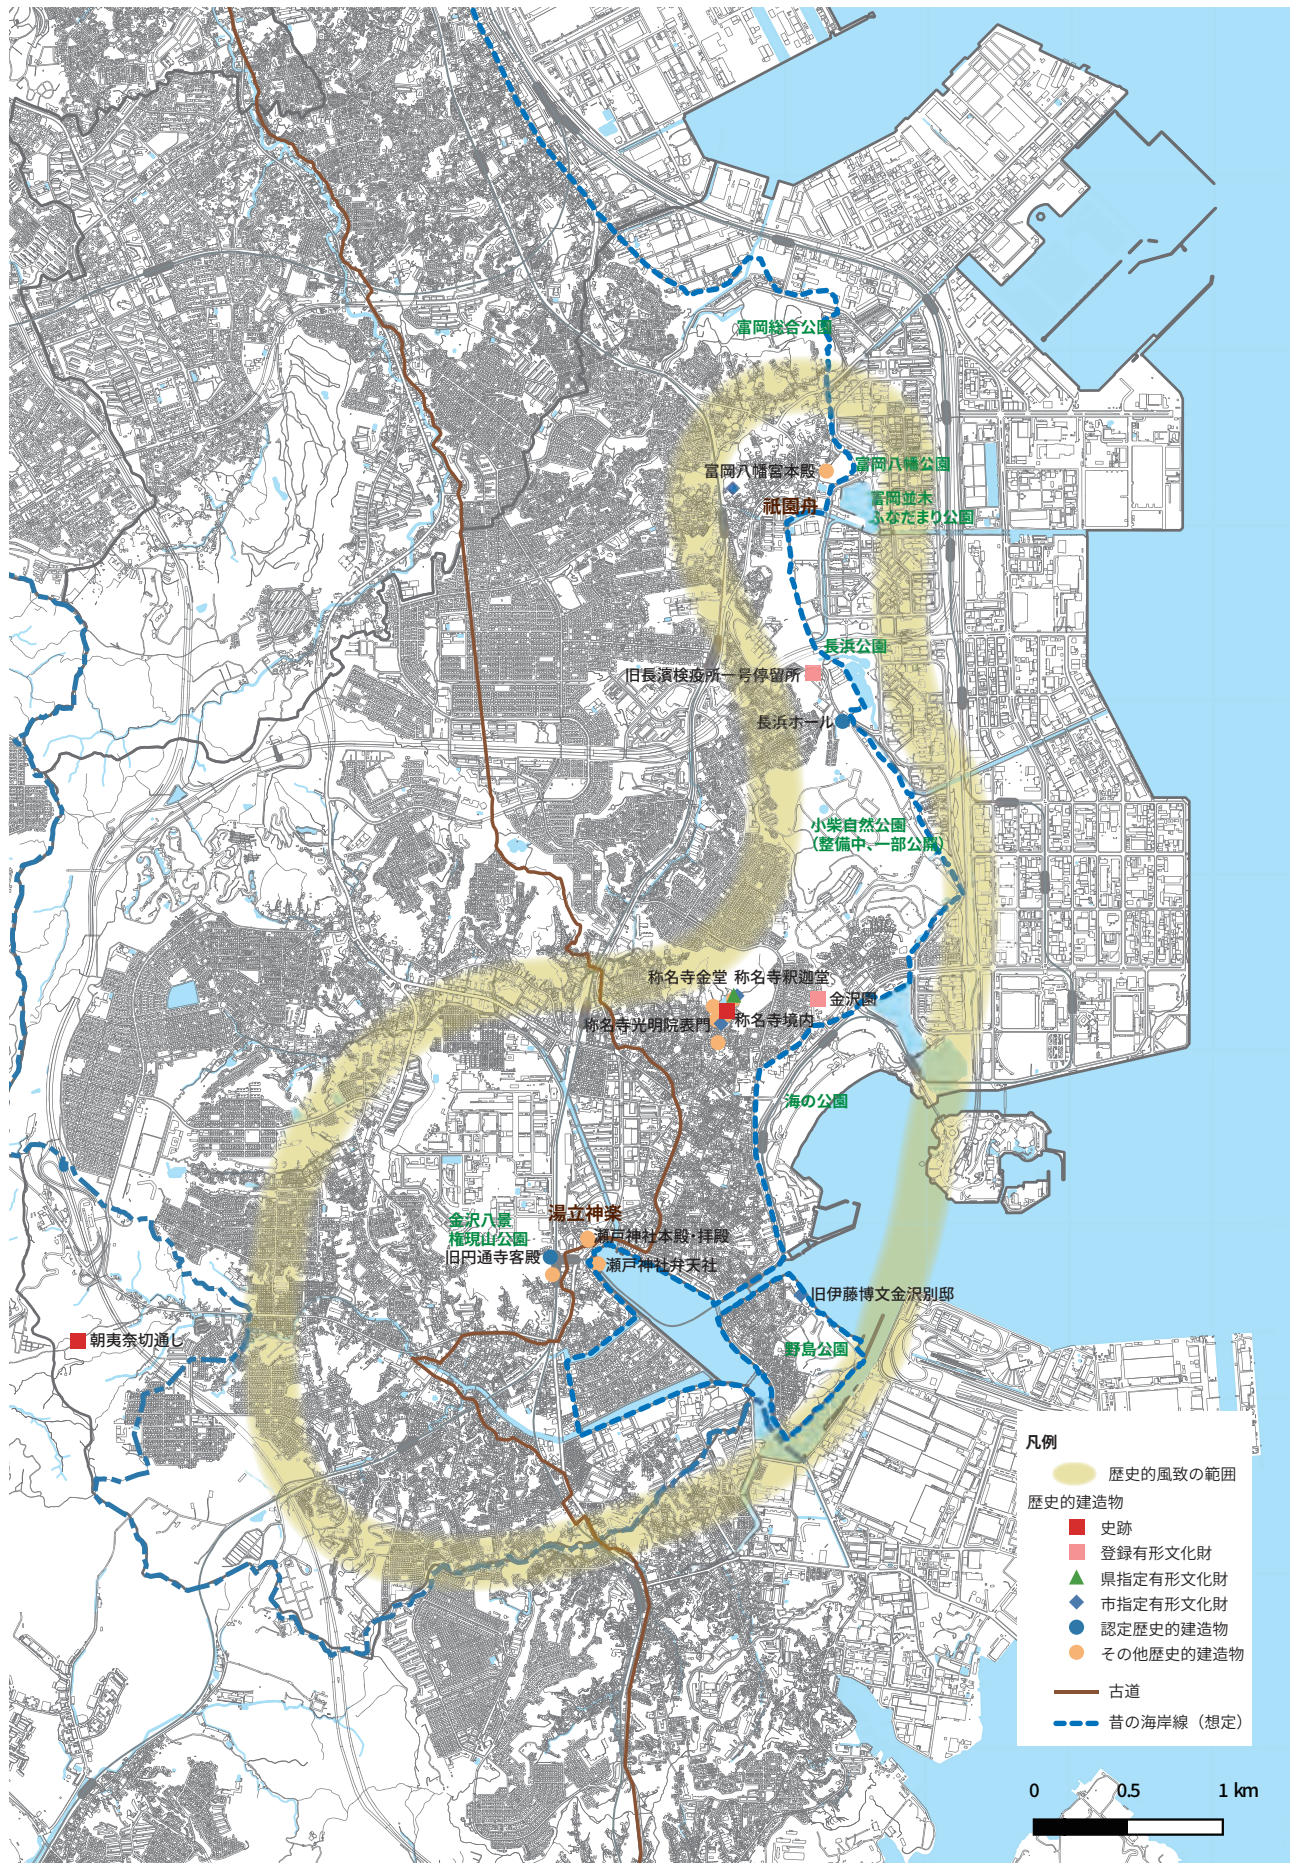 富岡総合公園
富岡八幡公園
富岡八幡宮本殿
富岡並木
ふなだまり公園
祇園舟
長浜公園
旧長濱検疫所一号停留所
長浜ホール
小柴自然公園
（整備中、一部公開）
称名寺金堂
称名寺釈迦堂
金沢園
称名寺光明院表門
称名寺境内
海の公園
湯立神楽
金沢八景
権現山公園
瀬戸神社本殿・拝殿
旧円通寺客殿
瀬戸神社弁天社
旧伊藤博文金沢別邸
朝夷奈切通し
野島公園
凡例
歴史的風致の範囲
歴史的建造物
史跡
登録有形文化財
県指定有形文化財
市指定有形文化財
認定歴史的建造物
その他歴史的建造物
古道
昔の海岸線（想定）
0 0.5 1 km